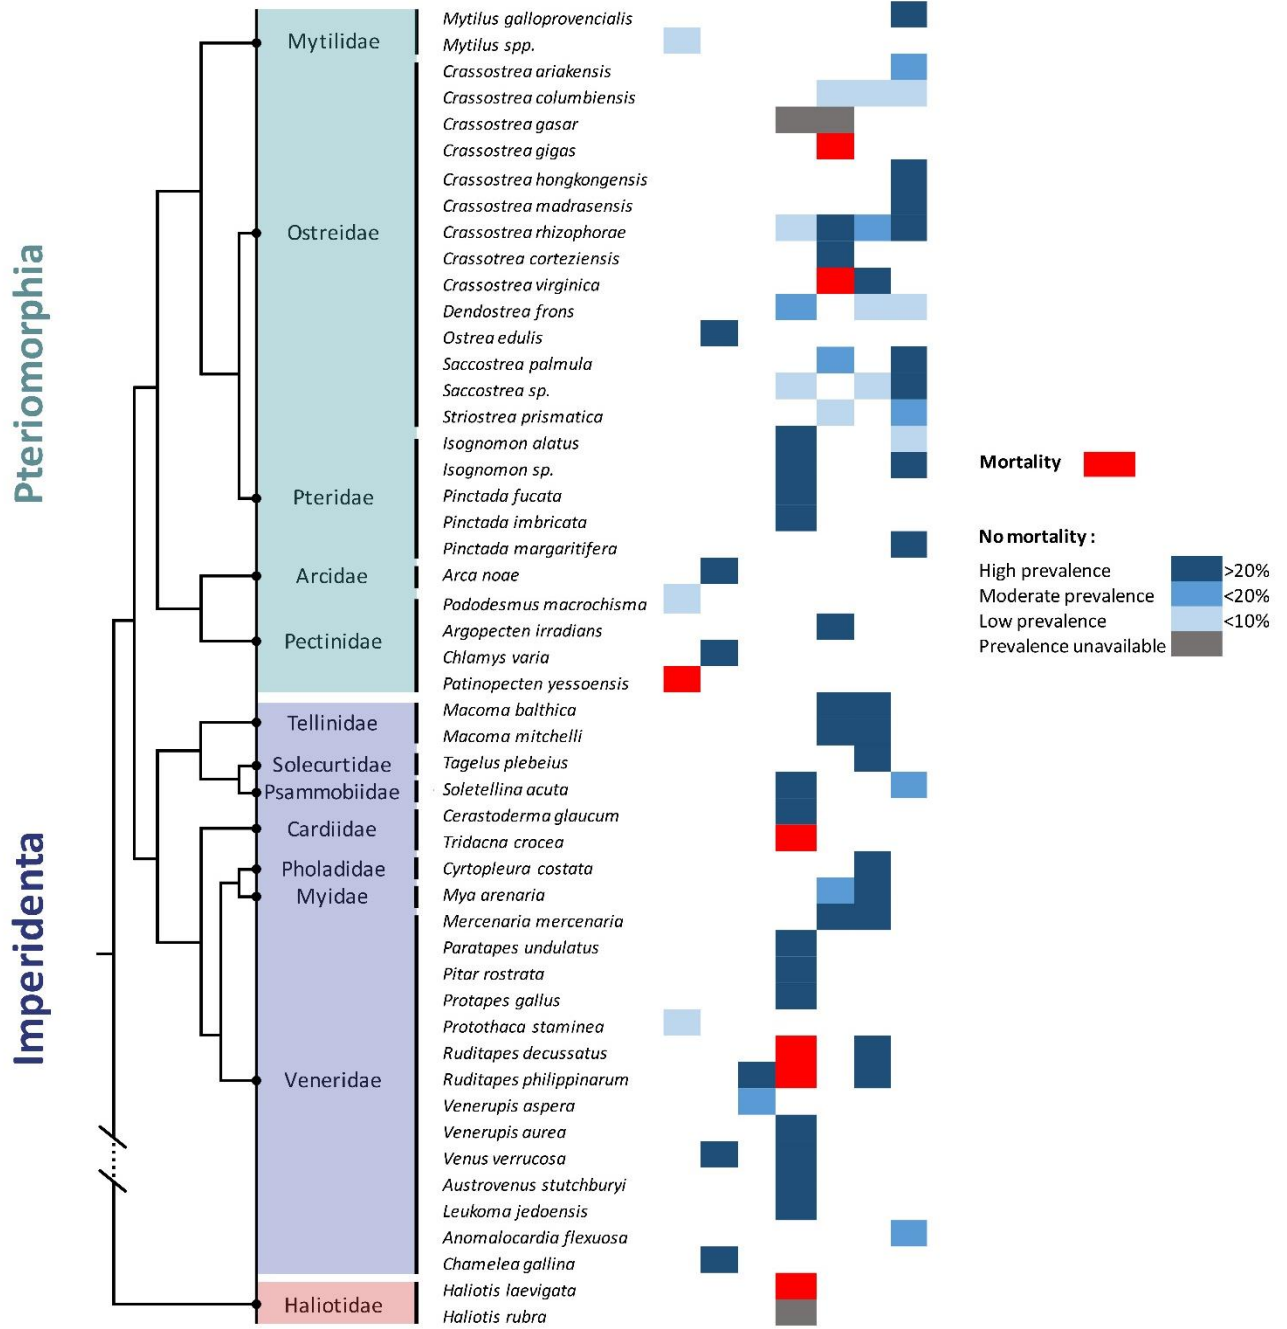 Pteriomorphia
Imperidenta
Mytilidae
Ostreidae
Pteridae
Arcidae
Pectinidae
Tellinidae
Solecurtidae
Psammobiidae
Cardiidae
Pholadidae
Myidae
Veneridae
Haliotidae
Mytilus galloprovencialis
Mytilus spp.
Crassostrea ariakensis
Crassostrea columbiensis
Crassostrea gasar
Crassostrea gigas
Crassostrea hongkongensis
Crassostrea madrasensis
Crassostrea rhizophorae
Crassotrea corteziensis
Crassostrea virginica
Dendostrea frons
Ostrea edulis
Saccostrea palmula
Saccostrea sp.
Striostrea prismatica
Isognomon alatus
Isognomon sp.
Pinctada fucata
Pinctada imbricata
Pinctada margaritifera
Arca noae
Pododesmus macrochisma
Argopecten irradians
Chlamys varia
Patinopecten yessoensis
Macoma balthica
Macoma mitchelli
Tagelus plebeius
Soletellina acuta
Cerastoderma glaucum
Tridacna crocea
Cyrtopleura costata
Mya arenaria
Mercenaria mercenaria
Paratapes undulatus
Pitar rostrata
Protapes gallus
Protothaca staminea
Ruditapes decussatus
Ruditapes philippinarum
Venerupis aspera
Venerupis aurea
Venus verrucosa
Austrovenus stutchburyi
Leukoma jedoensis
Anomalocardia flexuosa
Chamelea gallina
Haliotis laevigata
Haliotis rubra
Mortality
No mortality :
High prevalence >20%
Moderate prevalence <20%
Low prevalence <10%
Prevalence unavailable